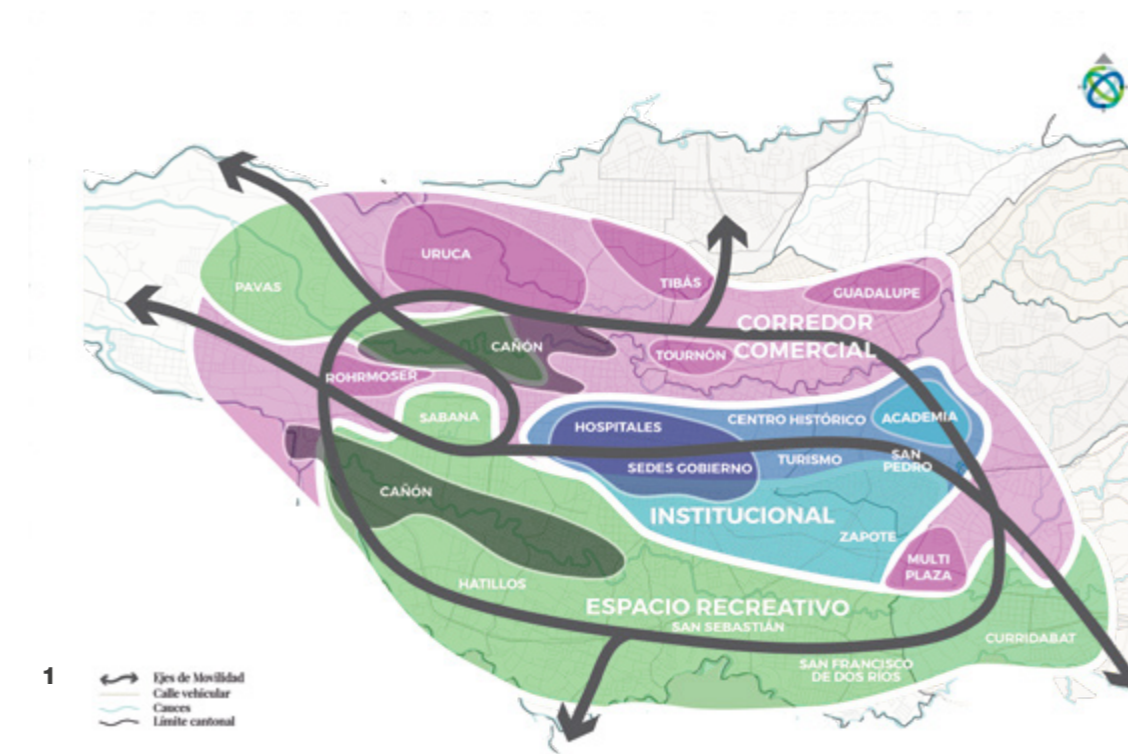 URUCA
PAVAS
TIBÁS
GUADALUPE
CORREDOR
COMERCIAL
CAÑÓN
TOURNÓN
ROHRMOSER
SABANA
HOSPITALES
CENTRO HISTÓRICO
ACADEMIA
SEDES GOBIERNO
TURISMO
SAN
PEDRO
CAÑÓN
INSTITUCIONAL
ZAPOTE
MULTI
PLAZA
HATILLOS
ESPACIO RECREATIVO
SAN SEBASTIÁN
CURRIDABAT
SAN FRANCISCO
DE DOS RÍOS
1
Ejes de Movilidad
Calle vehicular
Cauces
Límite cantonal